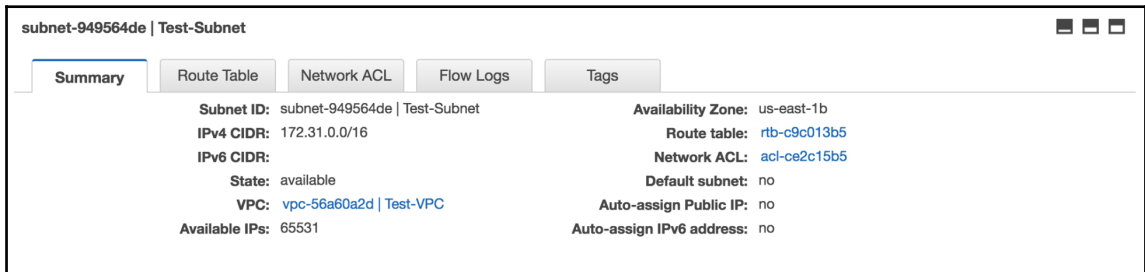 subnet-949564de | Test-Subnet
Summary Route Table Network ACL Flow Logs Tags
Subnet ID: subnet-949564de | Test-Subnet Availability Zone: us-east-1b
IPv4 CIDR: 172.31.0.0/16 Route table: rtb-c9c013b5
IPv6 CIDR: Network ACL: acl-ce2c15b5
State: available Default subnet: no
VPC: vpc-56a60a2d | Test-VPC Auto-assign Public IP: no
Available IPs: 65531 Auto-assign IPv6 address: no